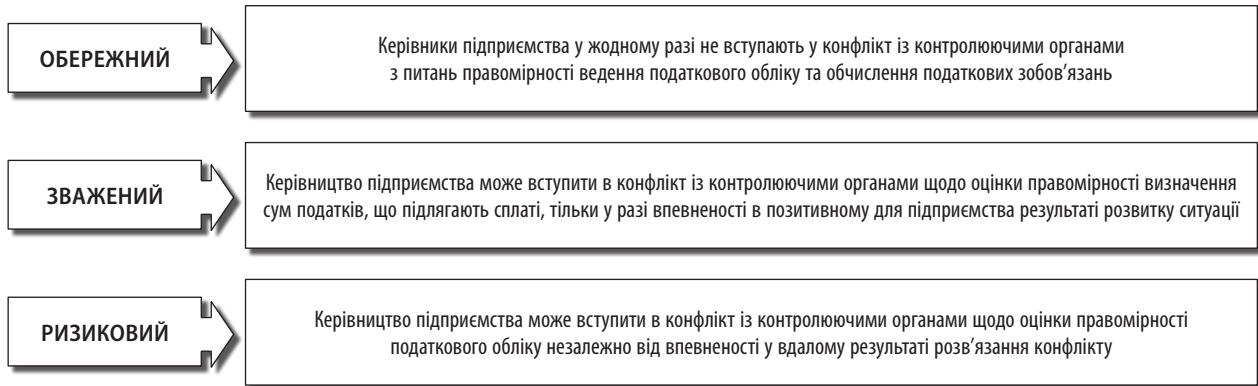 ОБЕРЕЖНИЙ
Керівники підприємства у жодному разі не вступають у конфлікт із контролюючими органами
з питань правомірності ведення податкового обліку та обчислення податкових зобов’язань
ЗВАЖЕНИЙ
Керівництво підприємства може вступити в конфлікт із контролюючими органами щодо оцінки правомірності визначення
сум податків, що підлягають сплаті, тільки у разі впевненості в позитивному для підприємства результаті розвитку ситуації
РИЗИКОВИЙ
Керівництво підприємства може вступити в конфлікт із контролюючими органами щодо оцінки правомірності
податкового обліку незалежно від впевненості у вдалому результаті розв’язання конфлікту